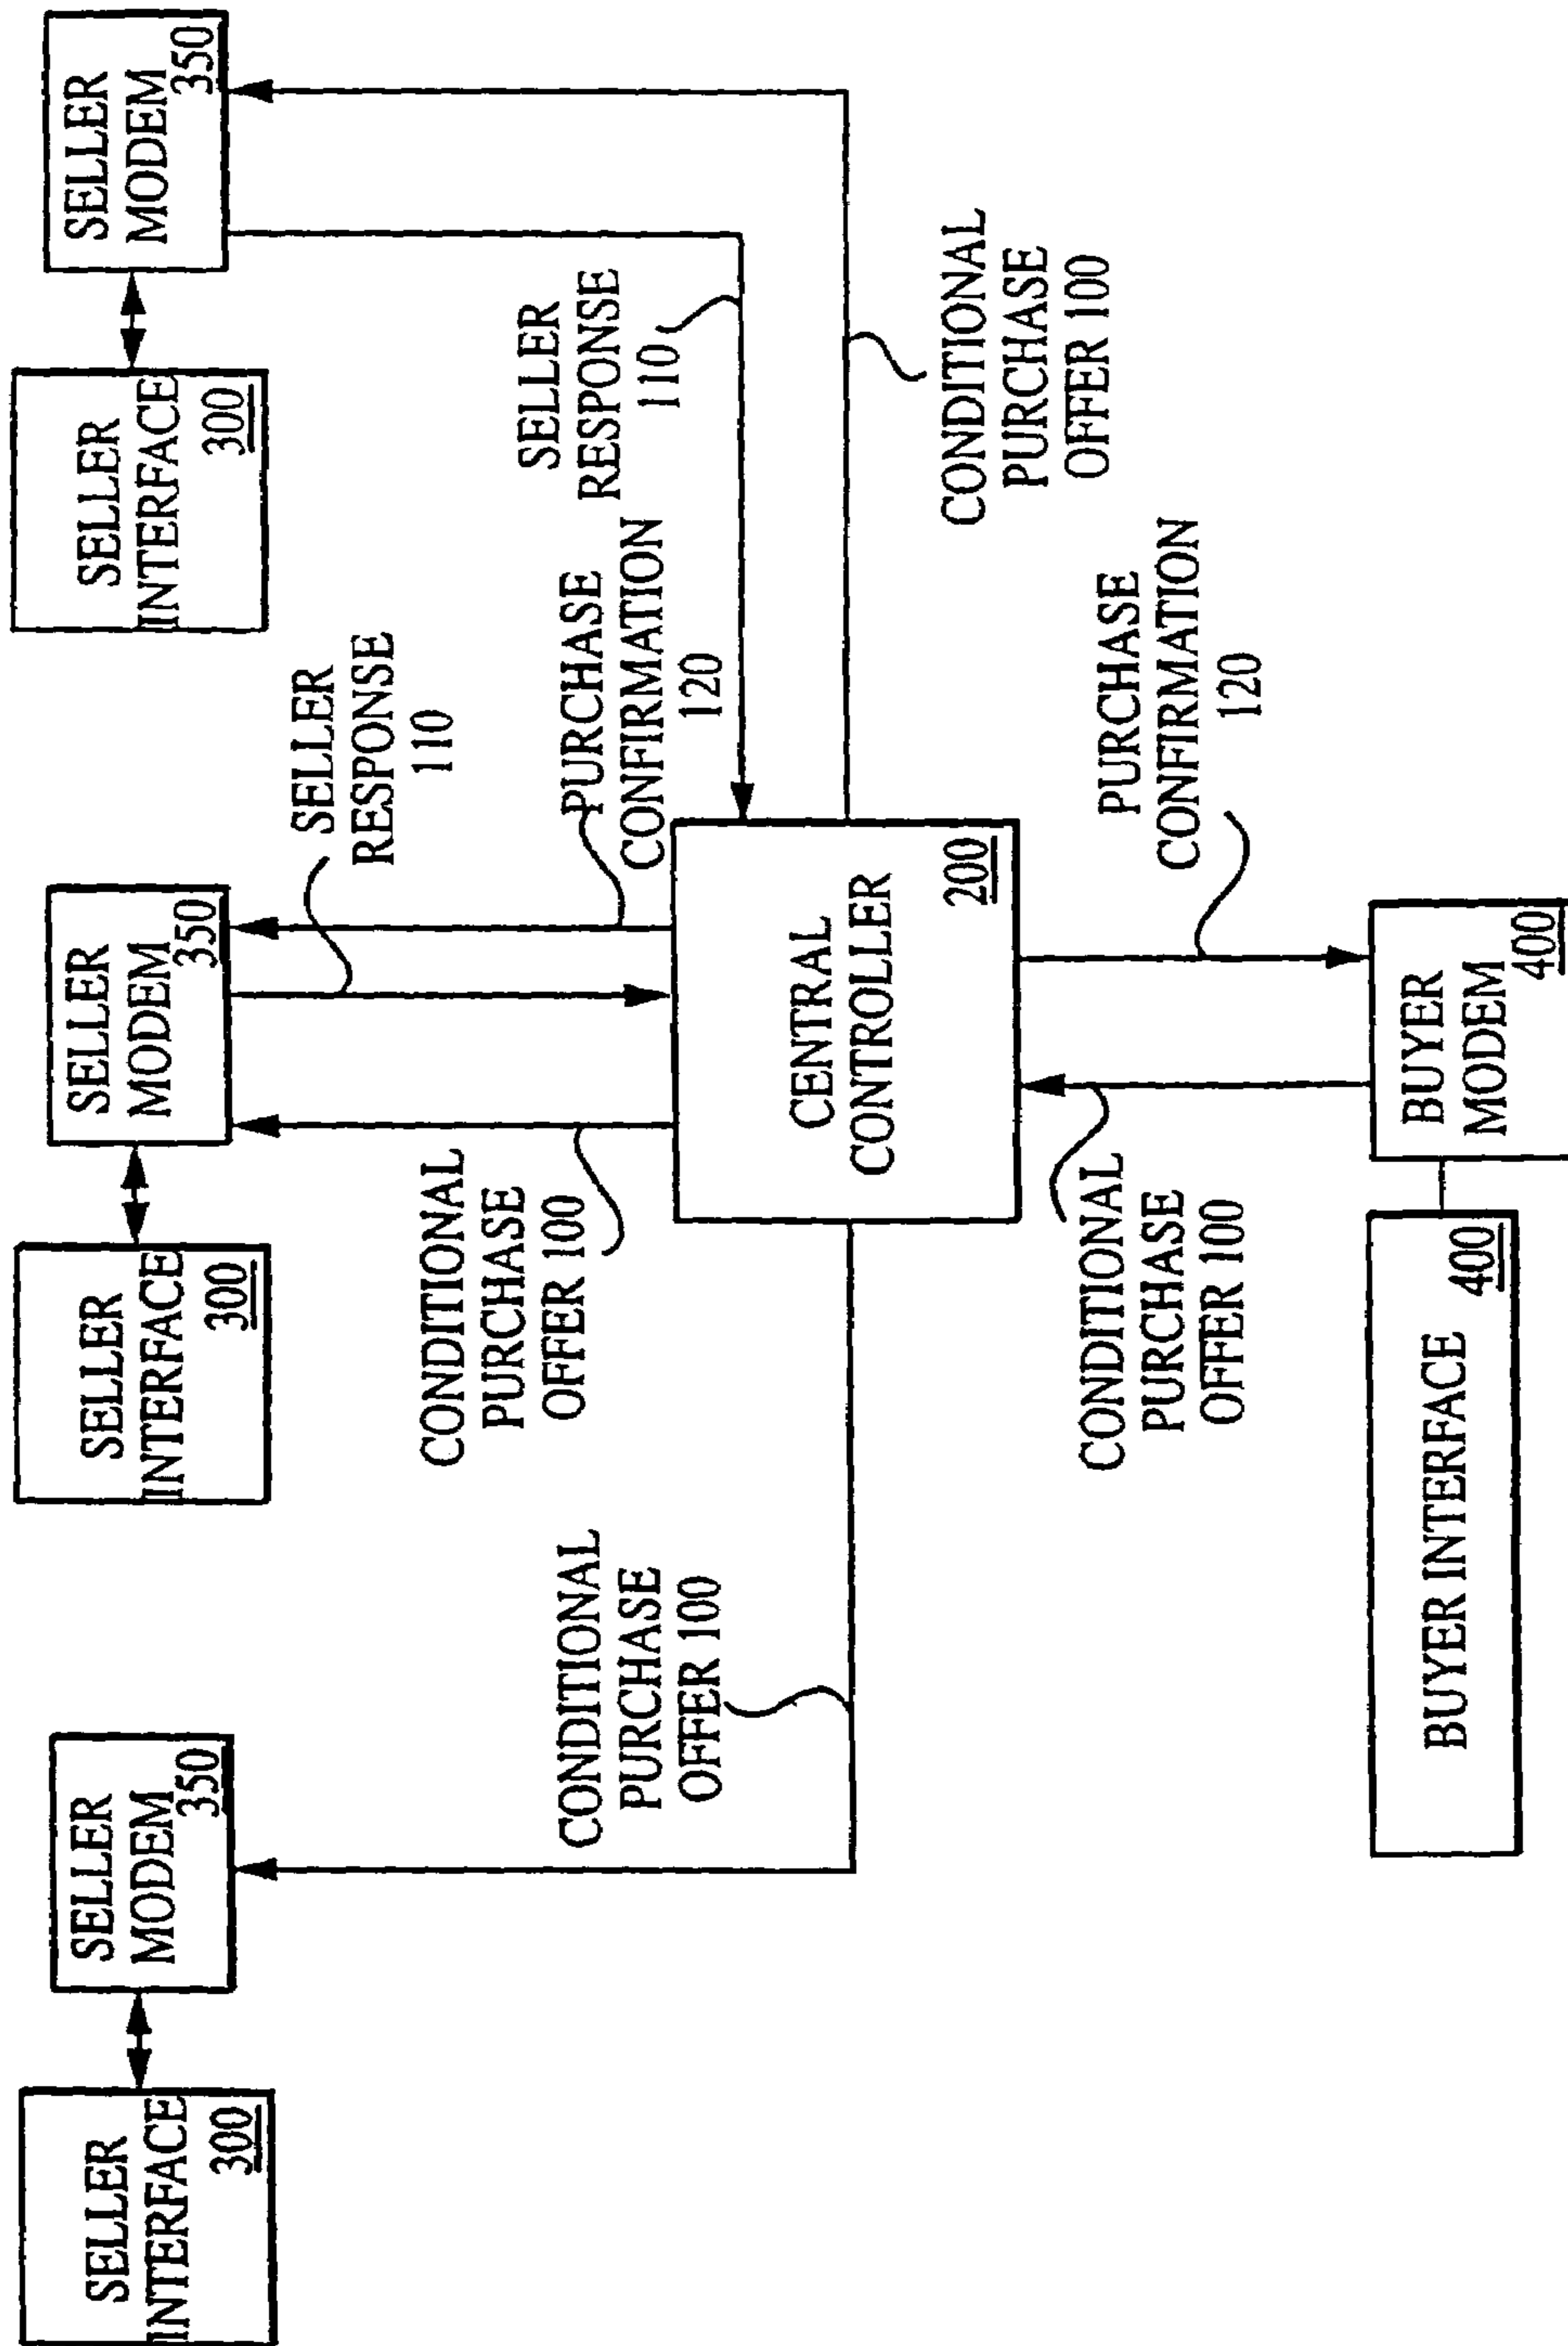 SELLER
INTERFACE
300
SELLER
MODEM
350
SELLER
INTERFACE
300
SELLER
MODEM
350
SELLER
INTERFACE
300
SELLER
MODEM
350
SELLER
RESPONSE
110
CONDITIONAL
PURCHASE
OFFER 100
SELLER
RESPONSE
110
CONDITIONAL
PURCHASE
OFFER 100
PURCHASE
CONFIRMATION
120
CENTRAL
CONTROLLER
200
CONDITIONAL
PURCHASE
OFFER 100
CONDITIONAL
PURCHASE
OFFER 100
PURCHASE
CONFIRMATION
120
BUYER INTERFACE
400
BUYER
MODEM
400